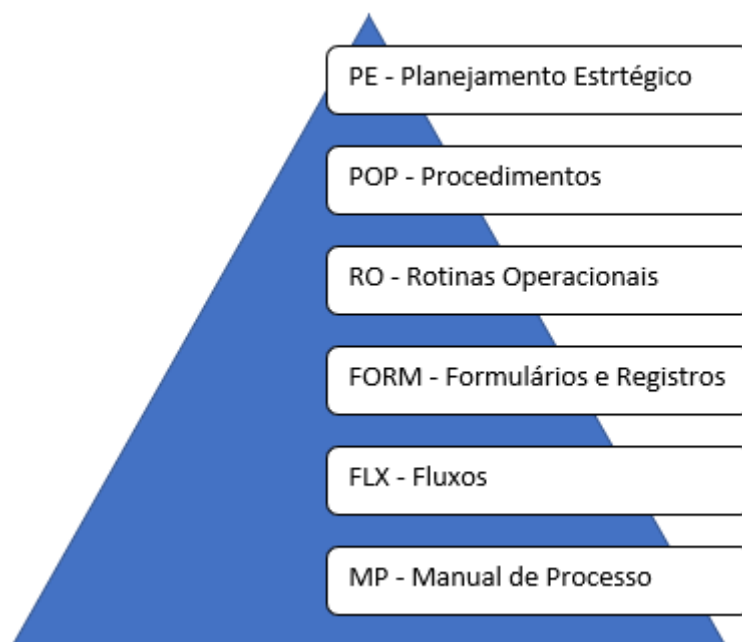 PE - Planejamento Estrtégico
POP - Procedimentos
RO - Rotinas Operacionais
FORM - Formulários e Registros
FLX - Fluxos
MP - Manual de Processo